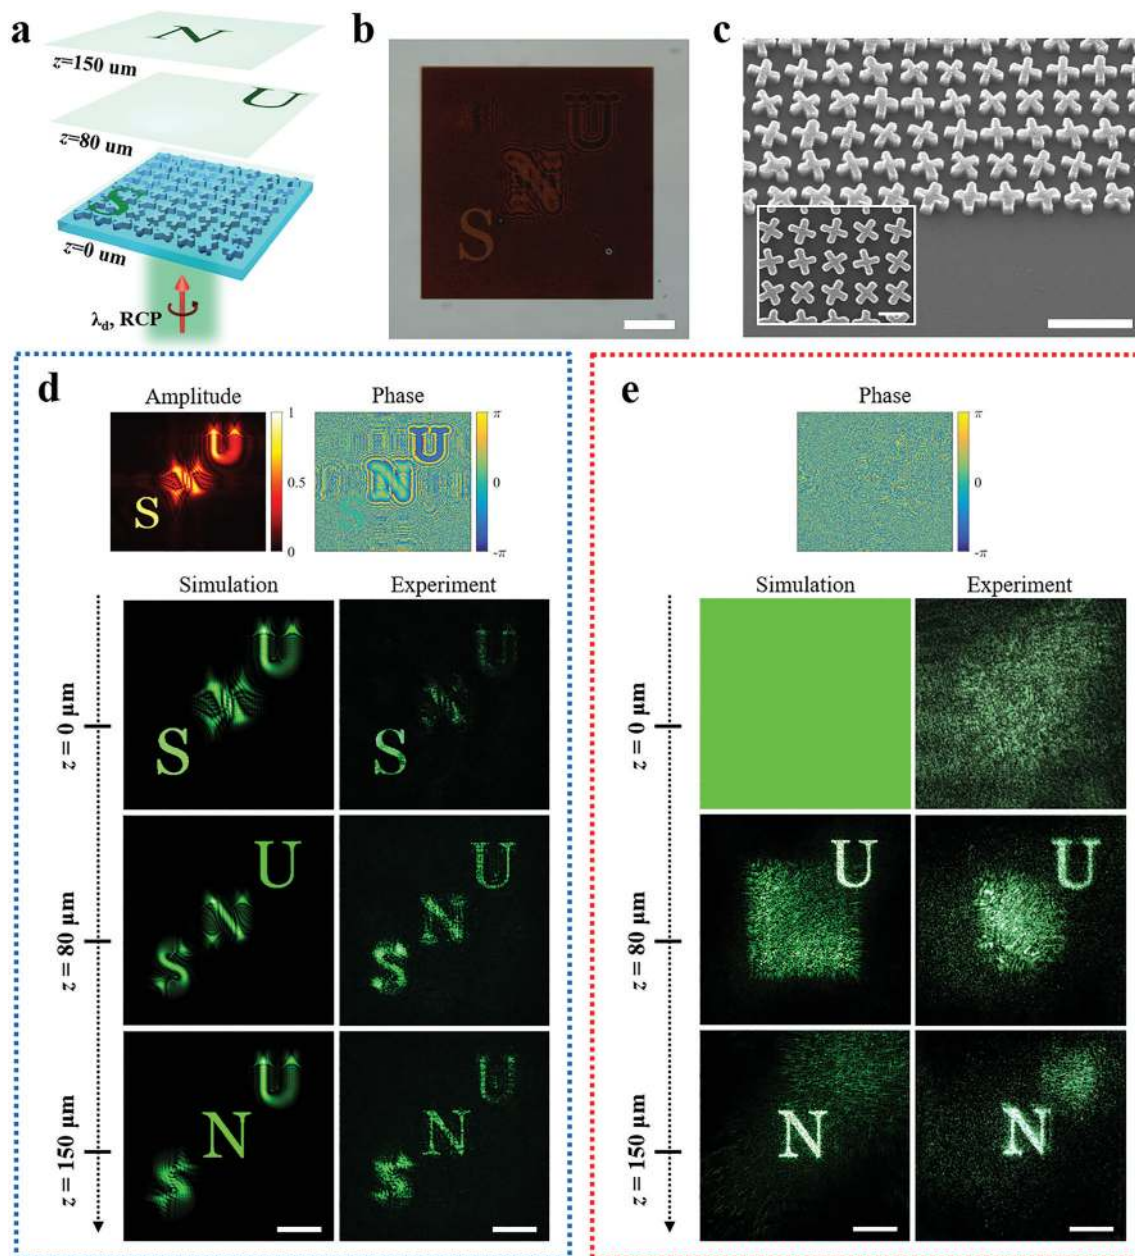 a
N
z=150 um
U
z=80 um
S
z=0 um
λd, RCP
b
U
N
S
c
d
Amplitude
Phase
1
0.5
0
π
0
-π
U
N
S
U
N
S
Simulation
Experiment
z = 0 μm
U
N
S
U
N
S
z = 80 μm
U
N
S
U
N
S
z = 150 μm
U
N
S
U
N
S
e
Phase
π
0
-π
Simulation
Experiment
z = 0 μm
z = 80 μm
U
U
z = 150 μm
N
N